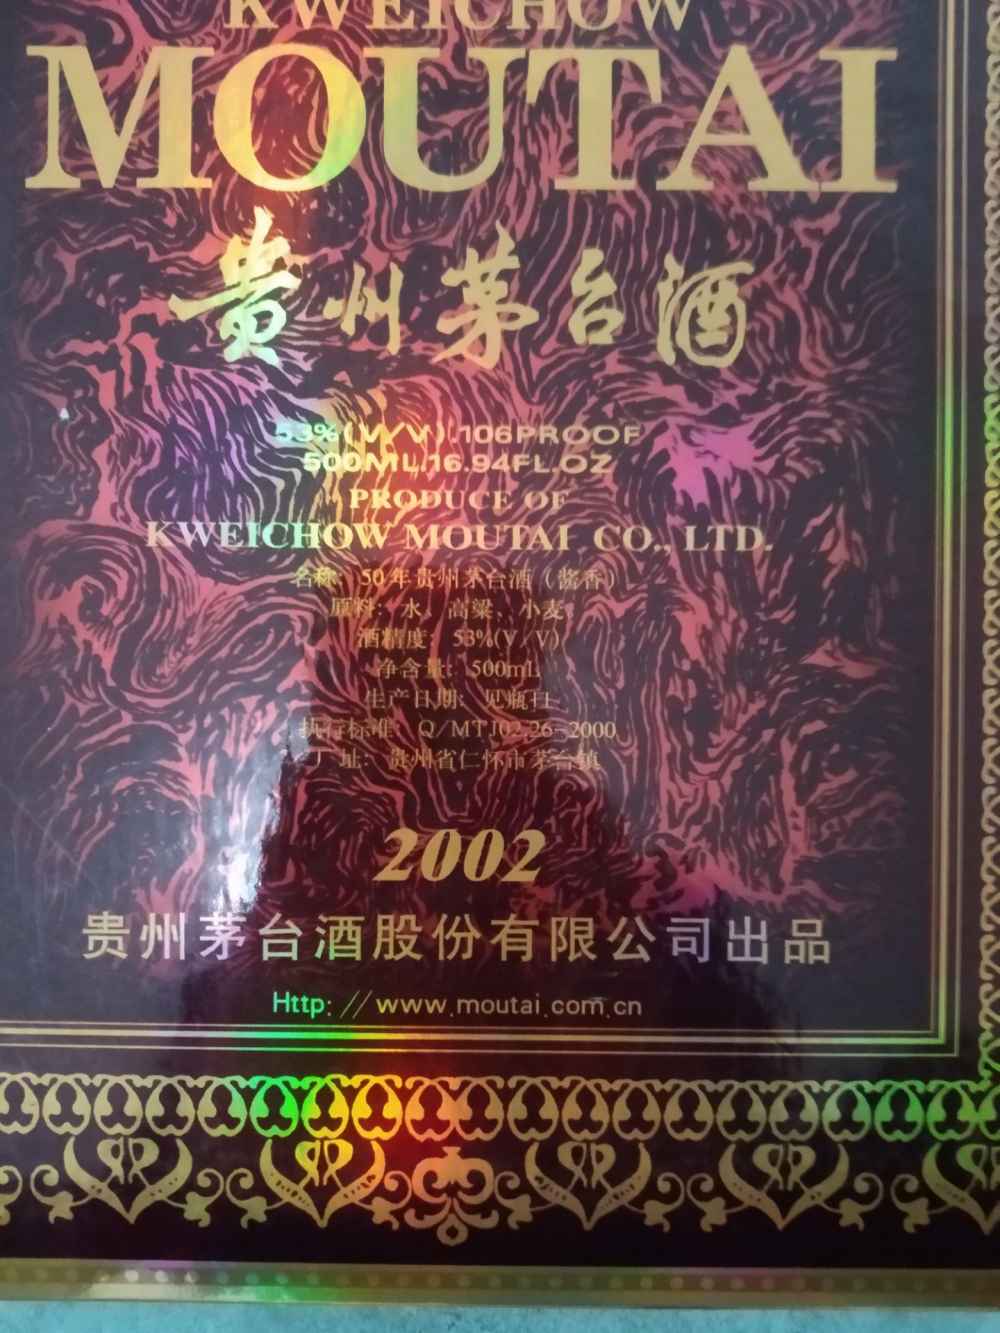 KWEICHOW
MOUTAI
贵州茅台酒
53%(V/V).106PROOF
500ML.16.94FL.OZ
PRODUCE OF
KWEICHOW MOUTAI CO., LTD.
名称: 50年贵州茅台酒（酱香）
原料: 水、高粱、小麦
酒精度: 53%(V/V)
净含量: 500mL
生产日期: 见瓶口
执行标准: Q/MTJ02.26-2000
厂址: 贵州省仁怀市茅台镇
2002
贵州茅台酒股份有限公司出品
Http://www.moutai.com.cn